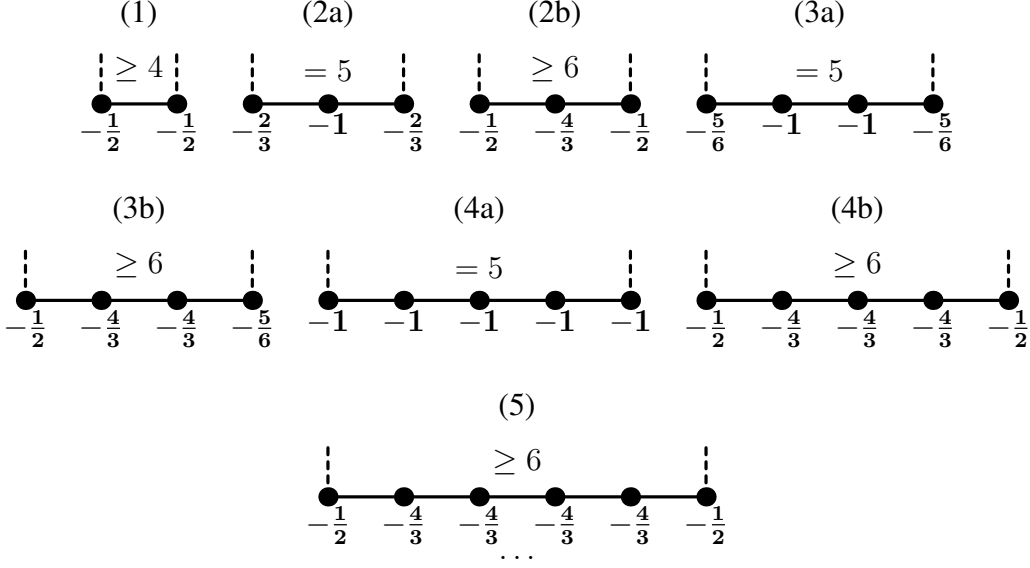 (1) (2a) (2b) (3a)
≥ 4 = 5 ≥ 6 = 5
−1/2 −1/2 −2/3 −1 −2/3 −1/2 −4/3 −1/2 −5/6 −1 −1 −5/6
(3b) (4a) (4b)
≥ 6 = 5 ≥ 6
−1/2 −4/3 −4/3 −5/6 −1 −1 −1 −1 −1 −1/2 −4/3 −4/3 −4/3 −1/2
(5)
≥ 6
−1/2 −4/3 −4/3 −4/3 −4/3 −1/2
...